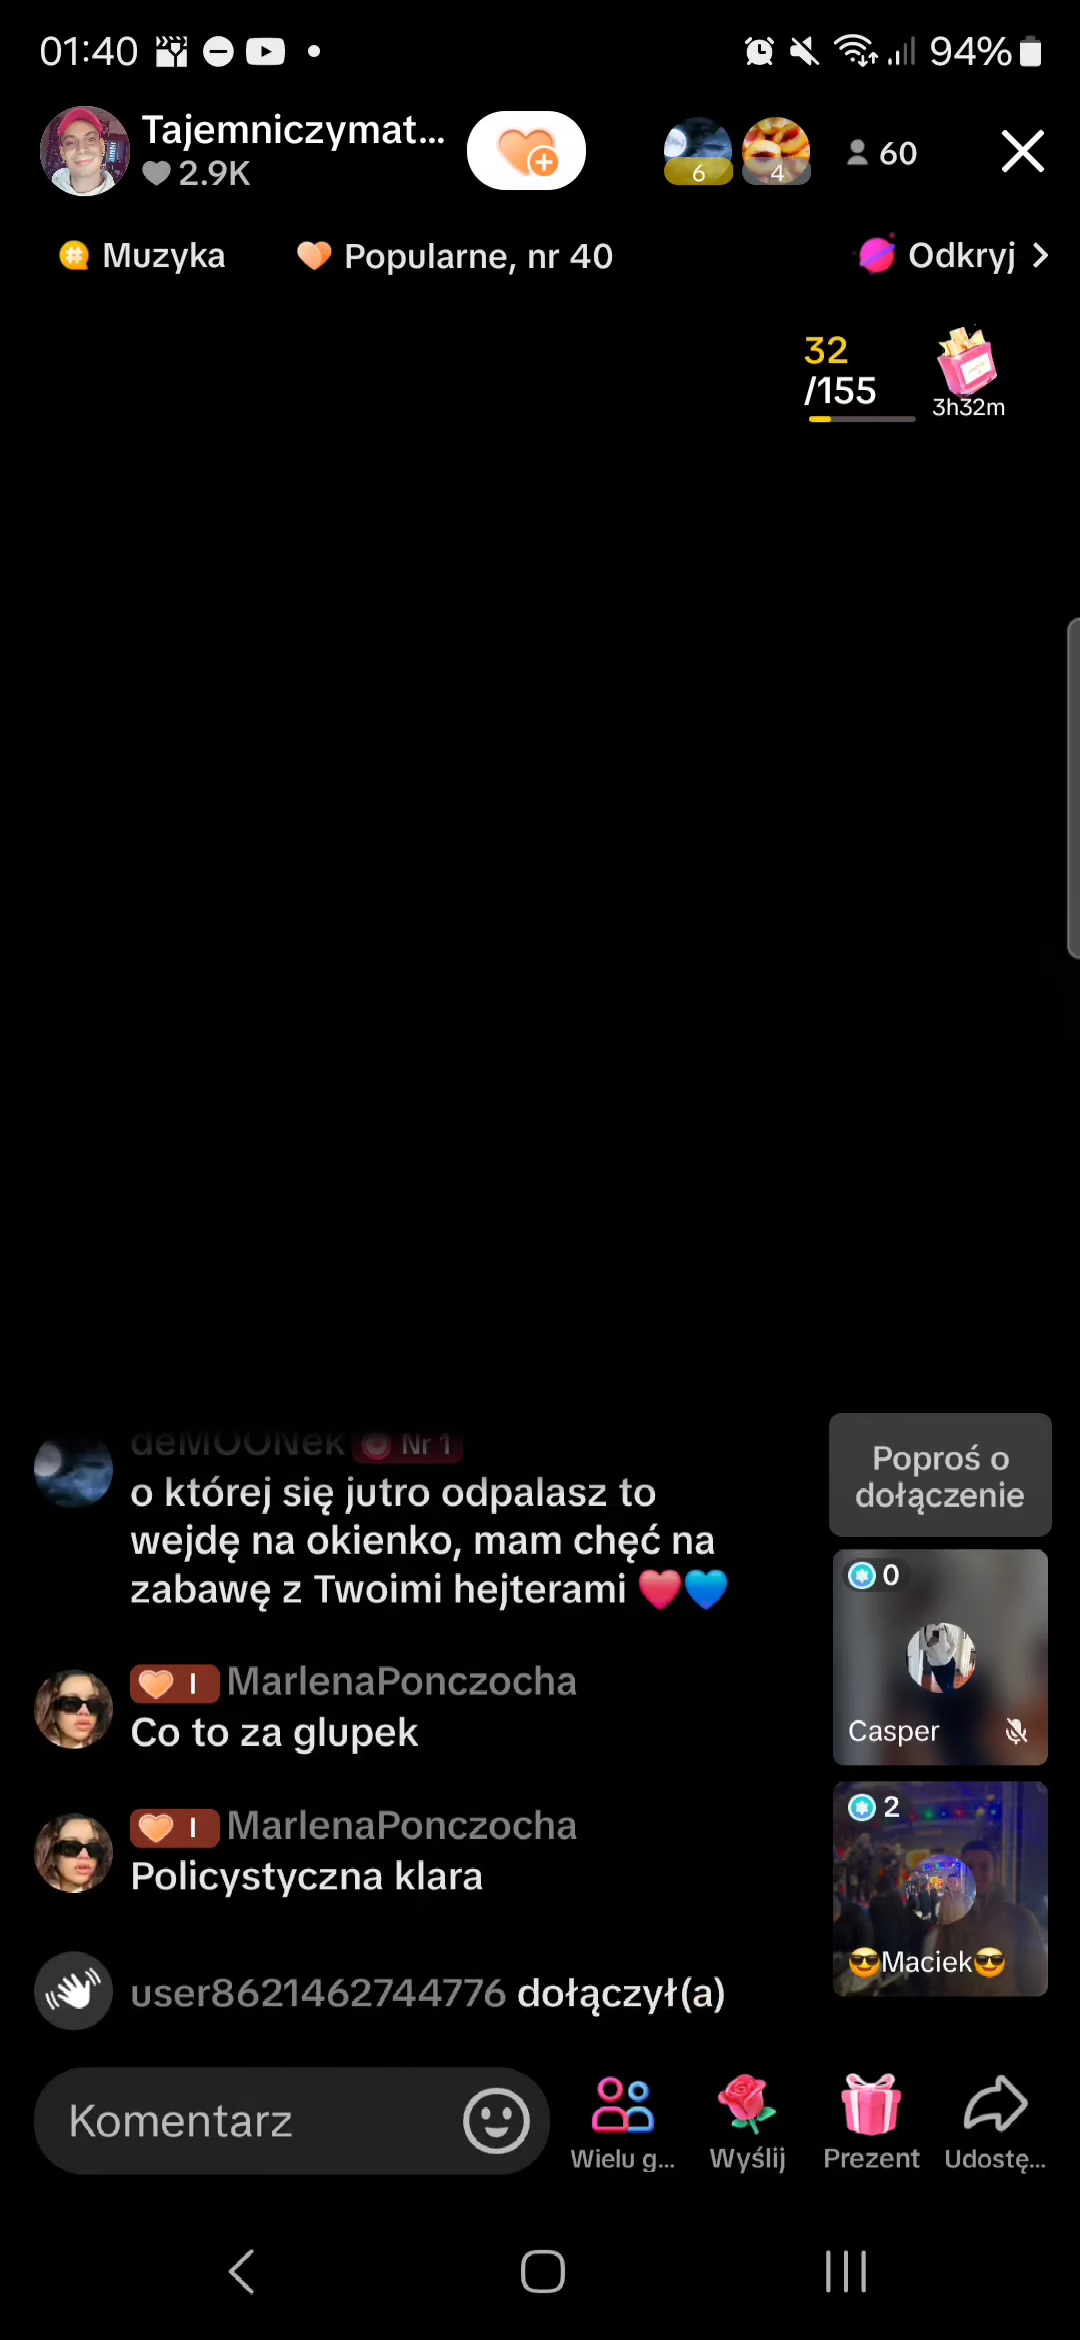 01:40
94%
Tajemniczymat...
2.9K
6
4
60
Muzyka
Popularne, nr 40
Odkryj
32
/155
3h32m
deMOONek Nr 1
o której się jutro odpalasz to
wejdę na okienko, mam chęć na
zabawę z Twoimi hejterami
I MarlenaPonczocha
Co to za glupek
I MarlenaPonczocha
Policystyczna klara
user8621462744776 dołączył(a)
Poproś o
dołączenie
0
Casper
2
Maciek
Komentarz
Wielu g...
Wyślij
Prezent
Udostę...